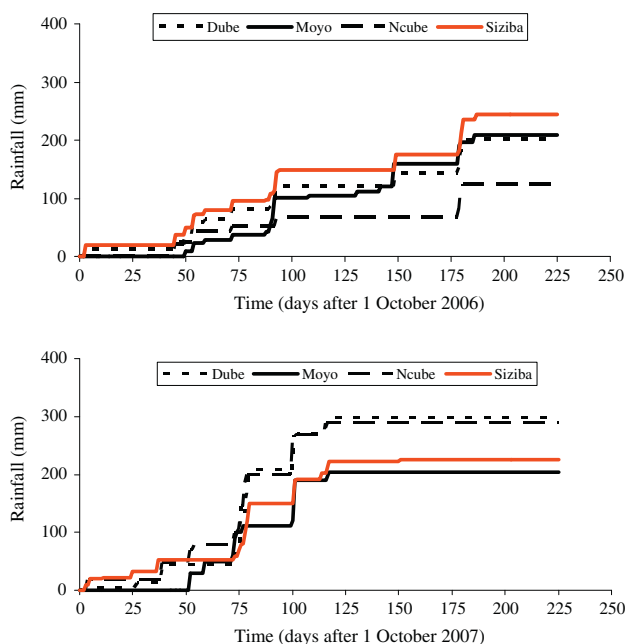 400
Dube Moyo Ncube Siziba
300
200
100
0
Rainfall (mm)
0 25 50 75 100 125 150 175 200 225 250
Time (days after 1 October 2006)
400
Dube Moyo Ncube Siziba
300
200
100
0
Rainfall (mm)
0 25 50 75 100 125 150 175 200 225 250
Time (days after 1 October 2007)